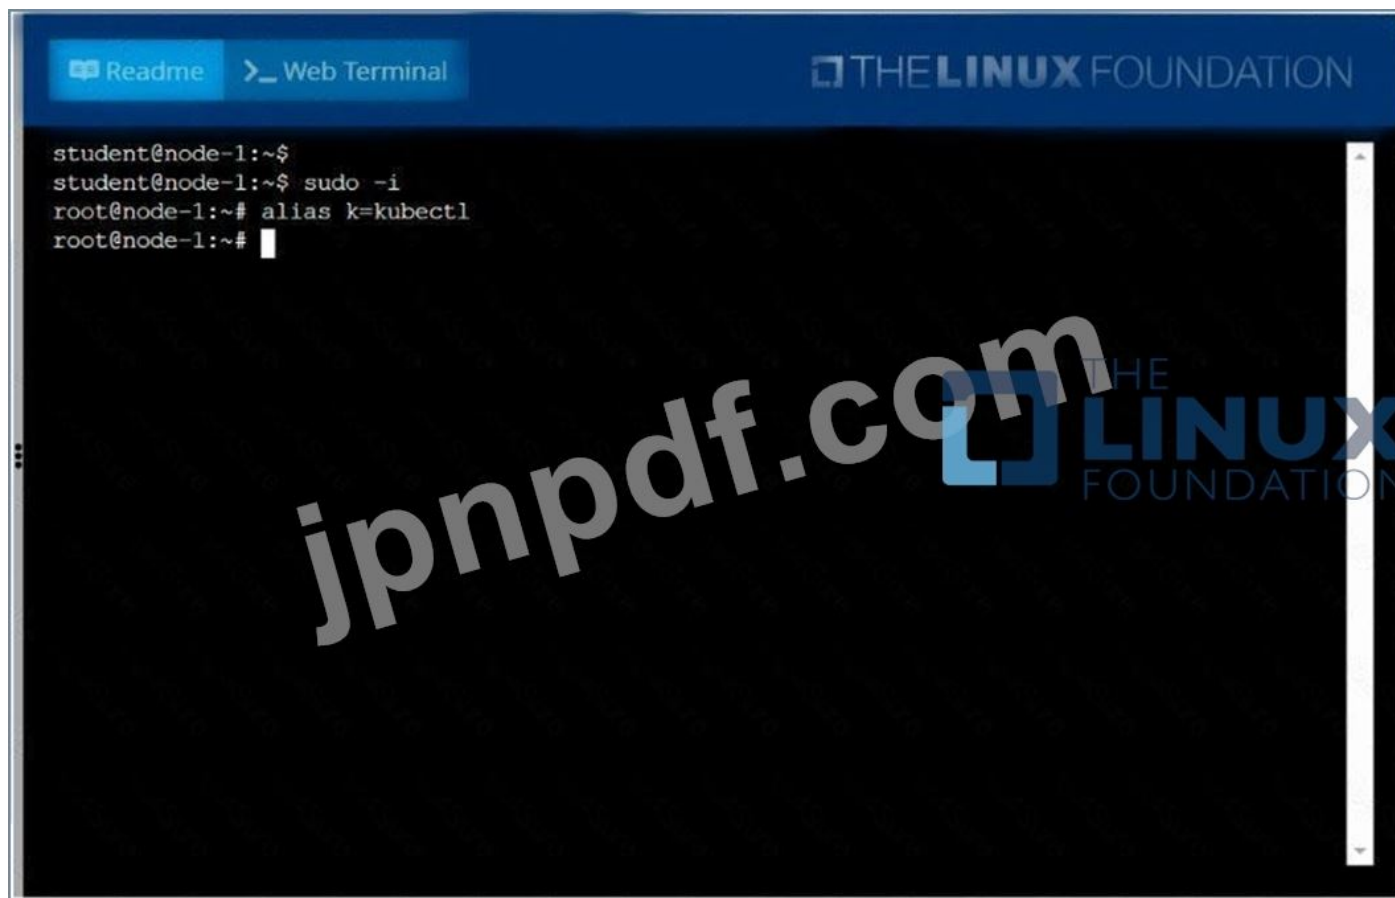 Readme
>_ Web Terminal
THE LINUX FOUNDATION
student@node-1:~$
student@node-1:~$ sudo -i
root@node-1:~# alias k=kubectl
root@node-1:~#
jpnpdf.com
THE
LINUX
FOUNDATION